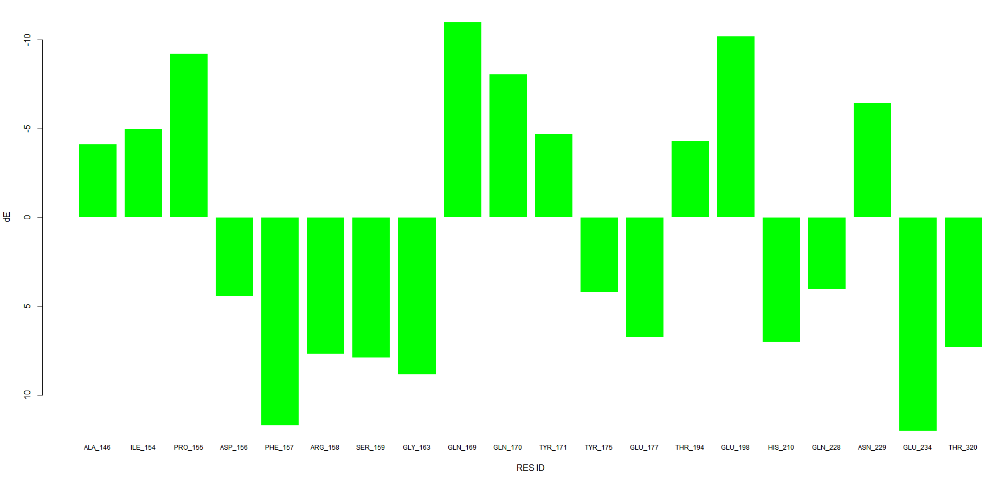 -10
-5
0
5
10
dE
ALA_146 ILE_154 PRO_155 ASP_156 PHE_157 ARG_158 SER_159 GLY_163 GLN_169 GLN_170 TYR_171 TYR_175 GLU_177 THR_194 GLU_198 HIS_210 GLN_228 ASN_229 GLU_234 THR_320
RES ID